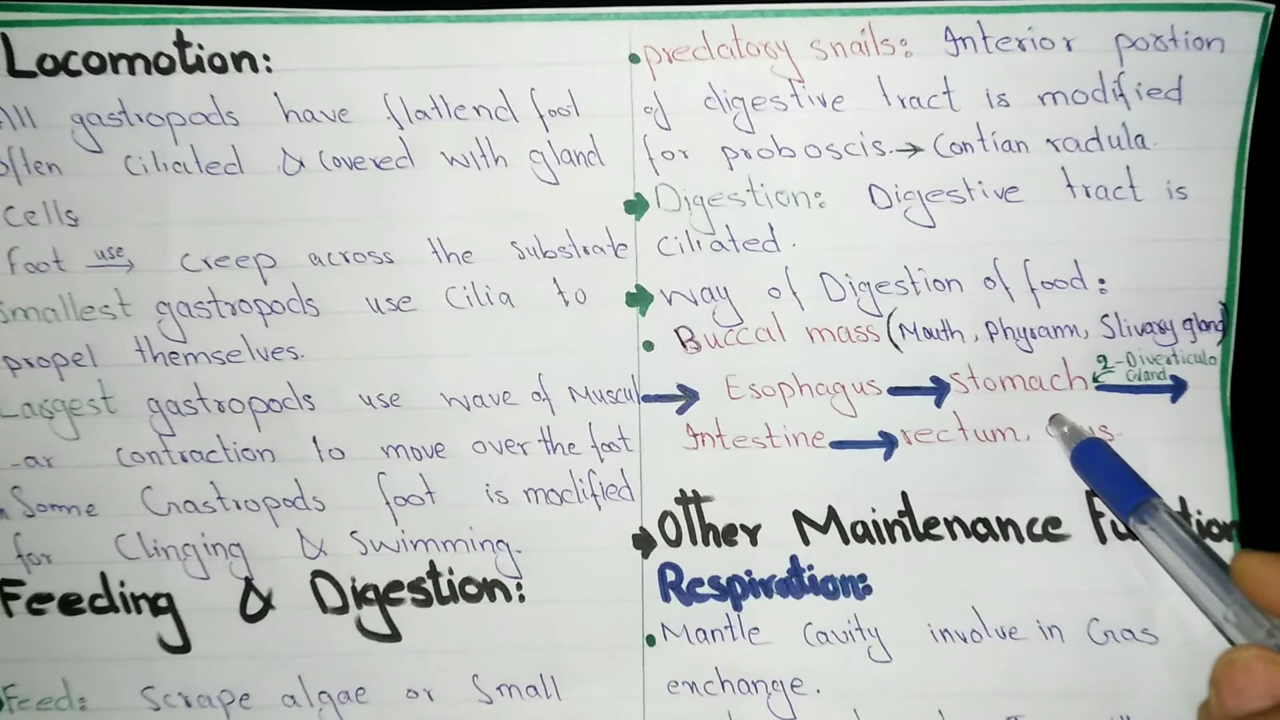 Locomotion:
All gastropods have flattend foot
often ciliated & covered with gland
cells
foot use → creep across the substrate
smallest gastropods use cilia to
propel themselves.
Largest gastropods use wave of Muscul
-ar contraction to move over the foot
Some Gastropods foot is modified
for Clinging & Swimming.
Feeding & Digestion:
Feed: Scrape algae or Small
• predatory snails: Interior portion
of digestive tract is modified
for proboscis. → Contian radula.
Digestion: Digestive tract is
ciliated.
way of Digestion of food:
• Buccal mass (Mouth, Phyrann, Slivary gland)
→ Esophagus → Stomach 2-Diverticulo Gland →
Intestine → rectum,
→ Other Maintenance
Respiration:
• Mantle Cavity involve in Gas
exchange.